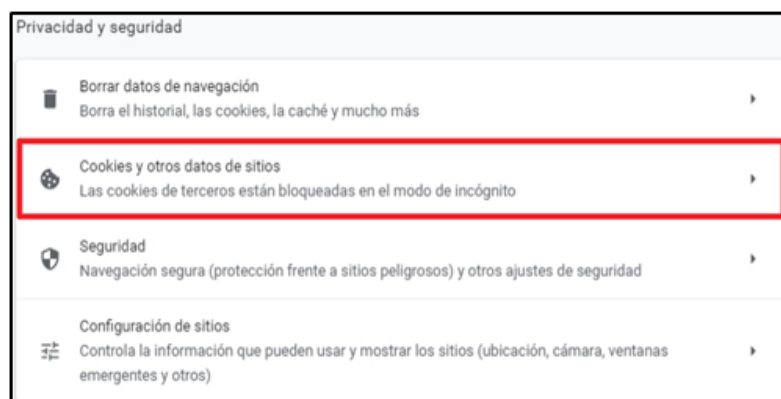 Privacidad y seguridad
Borrar datos de navegación
Borra el historial, las cookies, la caché y mucho más
Cookies y otros datos de sitios
Las cookies de terceros están bloqueadas en el modo de incógnito
Seguridad
Navegación segura (protección frente a sitios peligrosos) y otros ajustes de seguridad
Configuración de sitios
Controla la información que pueden usar y mostrar los sitios (ubicación, cámara, ventanas
emergentes y otros)